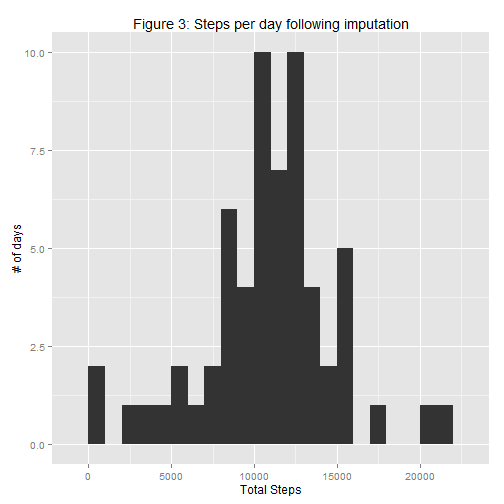 Figure 3: Steps per day following imputation
10.0
7.5
5.0
2.5
0.0
# of days
0 5000 10000 15000 20000
Total Steps